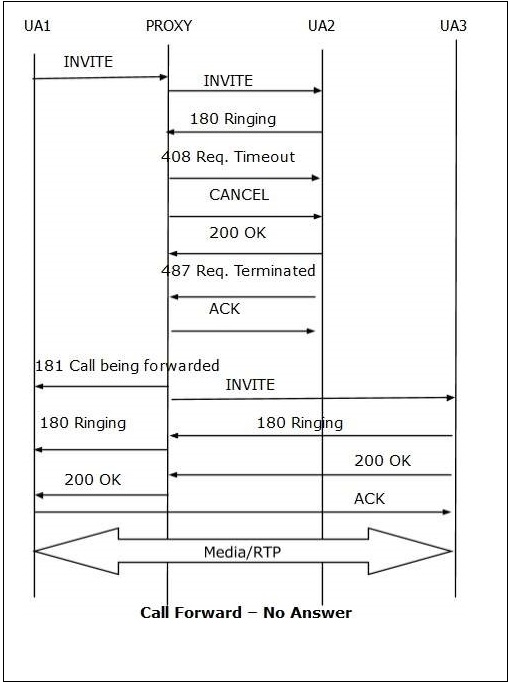 UA1 PROXY UA2 UA3
INVITE
INVITE
180 Ringing
408 Req. Timeout
CANCEL
200 OK
487 Req. Terminated
ACK
181 Call being forwarded
INVITE
180 Ringing 180 Ringing
200 OK
200 OK
ACK
Media/RTP
Call Forward – No Answer